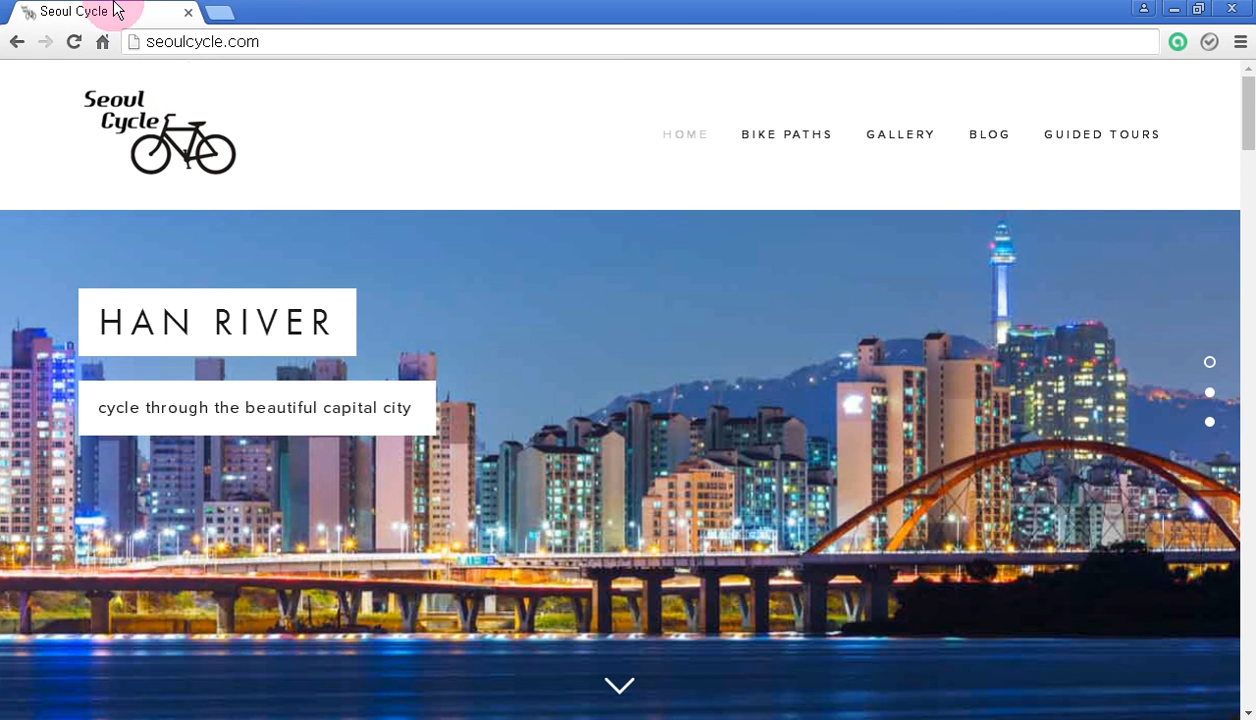 Seoul Cycle
seoulcycle.com
Seoul
Cycle
HOME BIKE PATHS GALLERY BLOG GUIDED TOURS
HAN RIVER
cycle through the beautiful capital city